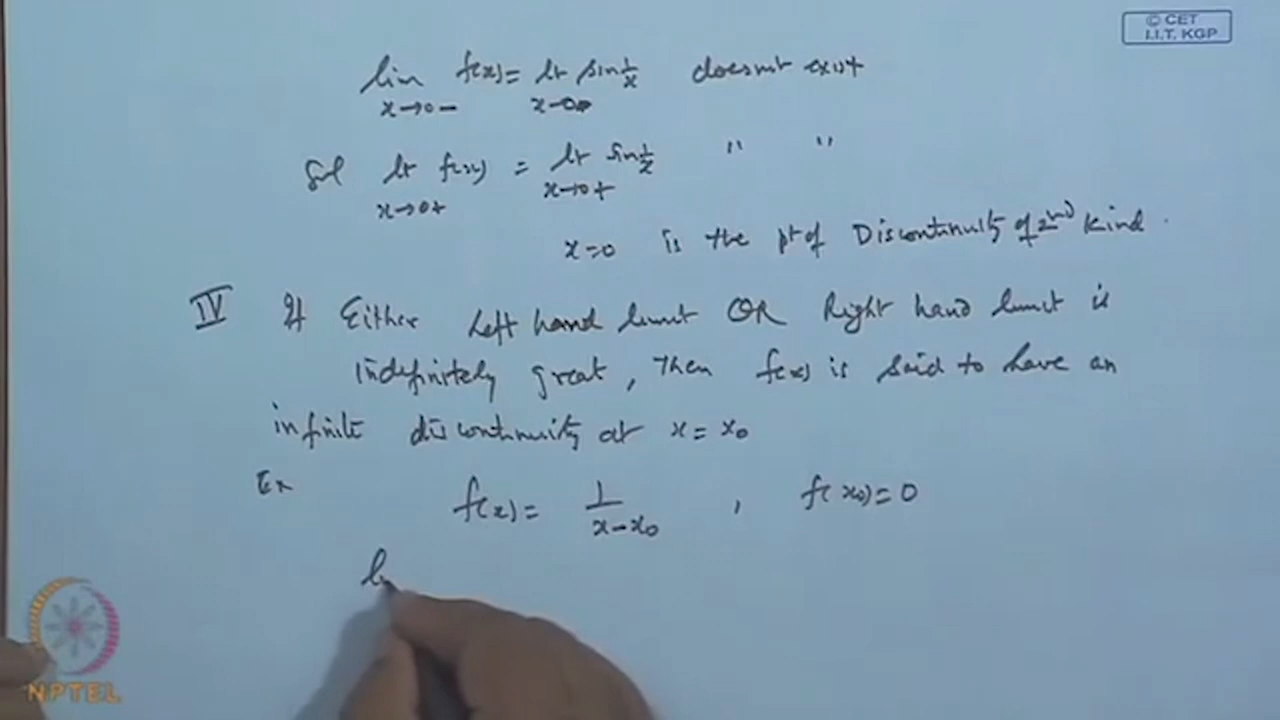 © CET
I.I.T. KGP
lim f(x) = lt sin 1/x doesnt exist
x→0− x→0−
lt f(x) = lt sin 1/x " "
x→0+ x→0+
x=0 is the pt of Discontinuity of 2nd Kind.
IV If Either Left hand limit OR Right hand limit is
indefinitely great, Then f(x) is said to have an
infinite discontinuity at x = x₀
Ex f(x) = 1/(x−x₀) , f(x₀) = 0
NPTEL